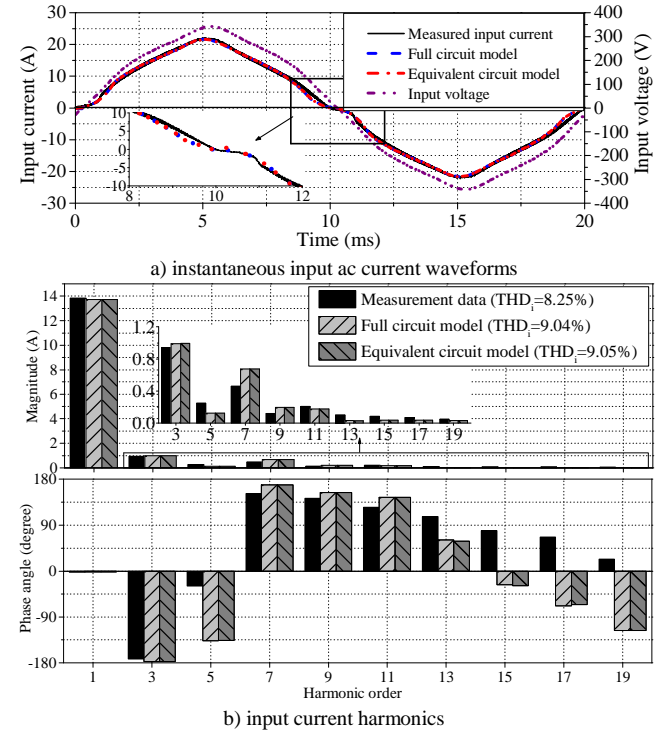 30
20
10
0
-10
-20
-30
Input current (A)
400
300
200
100
0
-100
-200
-300
-400
Input voltage (V)
Measured input current
Full circuit model
Equivalent circuit model
Input voltage
10
5
0
-5
-10
8
10
12
0
5
10
15
20
Time (ms)
a) instantaneous input ac current waveforms
14
12
10
8
6
4
2
0
Magnitude (A)
Measurement data (THDi=8.25%)
Full circuit model (THDi=9.04%)
Equivalent circuit model (THDi=9.05%)
1.2
0.8
0.4
0.0
3 5 7 9 11 13 15 17 19
180
90
0
-90
-180
Phase angle (degree)
1 3 5 7 9 11 13 15 17 19
Harmonic order
b) input current harmonics